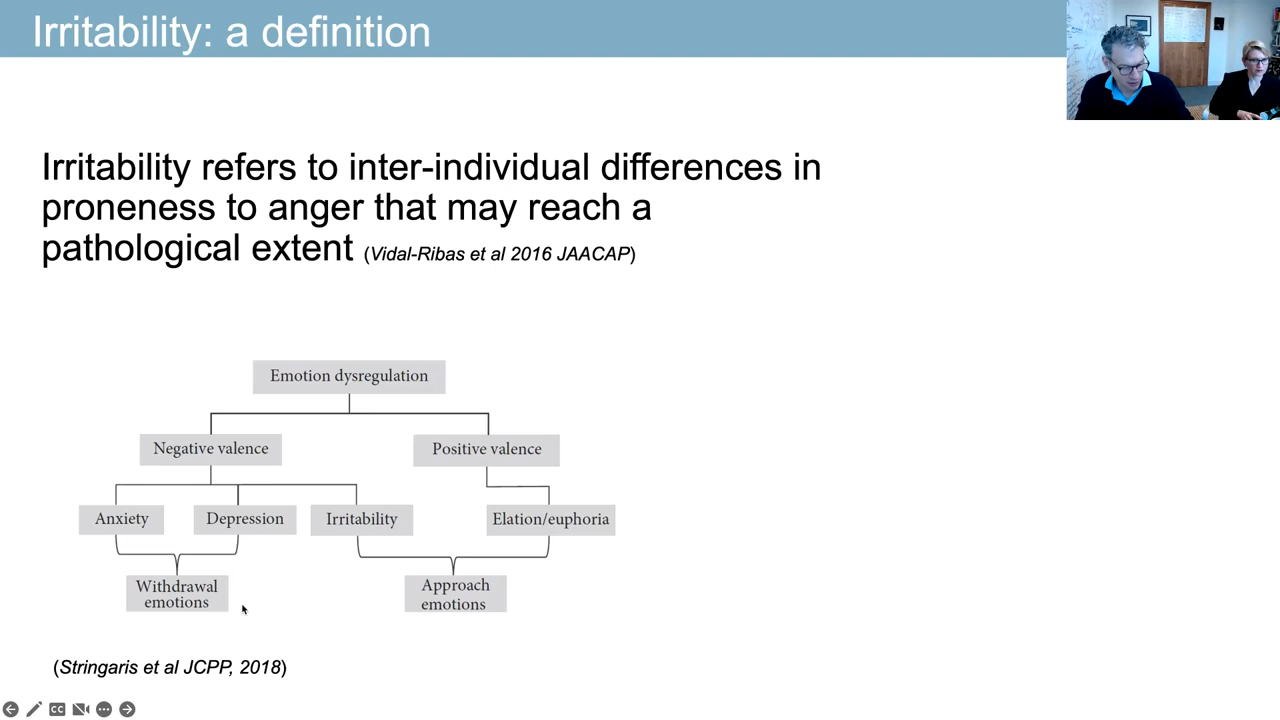 Irritability: a definition
Irritability refers to inter-individual differences in
proneness to anger that may reach a
pathological extent (Vidal-Ribas et al 2016 JAACAP)
Emotion dysregulation
Negative valence
Positive valence
Anxiety
Depression
Irritability
Elation/euphoria
Withdrawal
emotions
Approach
emotions
(Stringaris et al JCPP, 2018)
CC